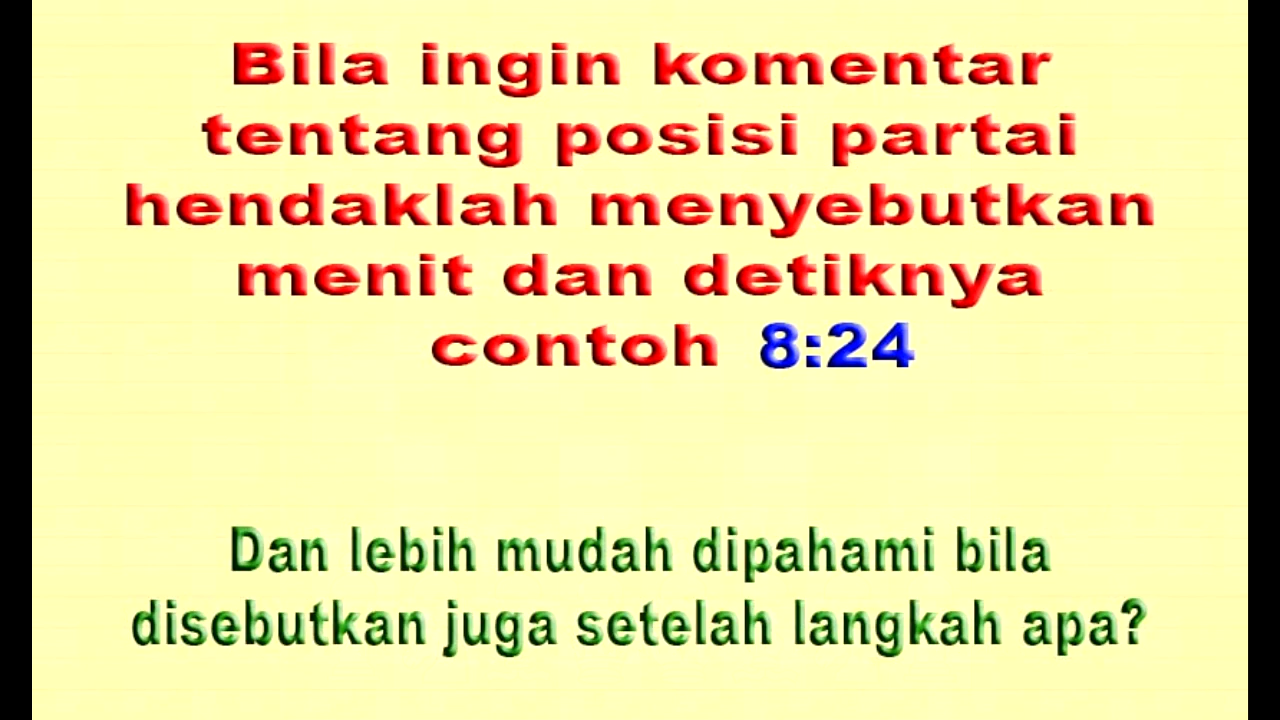 Bila ingin komentar
tentang posisi partai
hendaklah menyebutkan
menit dan detiknya
contoh 8:24
Dan lebih mudah dipahami bila
disebutkan juga setelah langkah apa?